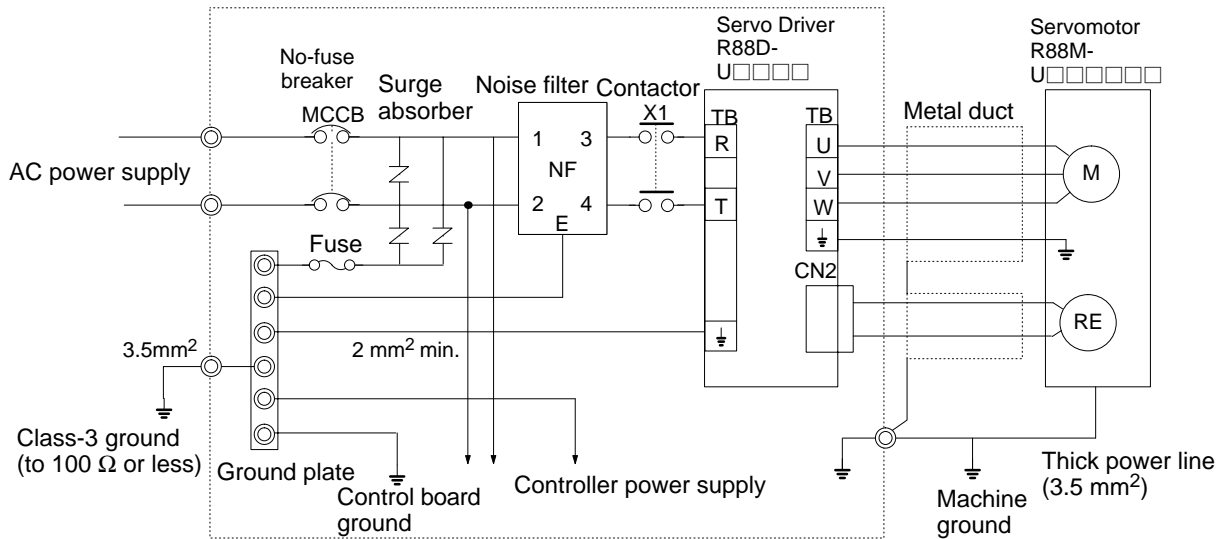 Servo Driver
R88D-
U□□□□
Servomotor
R88M-
U□□□□□□
No-fuse
breaker
MCCB
Surge
absorber
Noise filter
Contactor
X1
Metal duct
TB
TB
R
T
U
V
W
1
3
NF
2
4
E
M
AC power supply
Fuse
CN2
RE
3.5mm²
2 mm² min.
Class-3 ground
(to 100 Ω or less)
Ground plate
Control board
ground
Controller power supply
Machine
ground
Thick power line
(3.5 mm²)